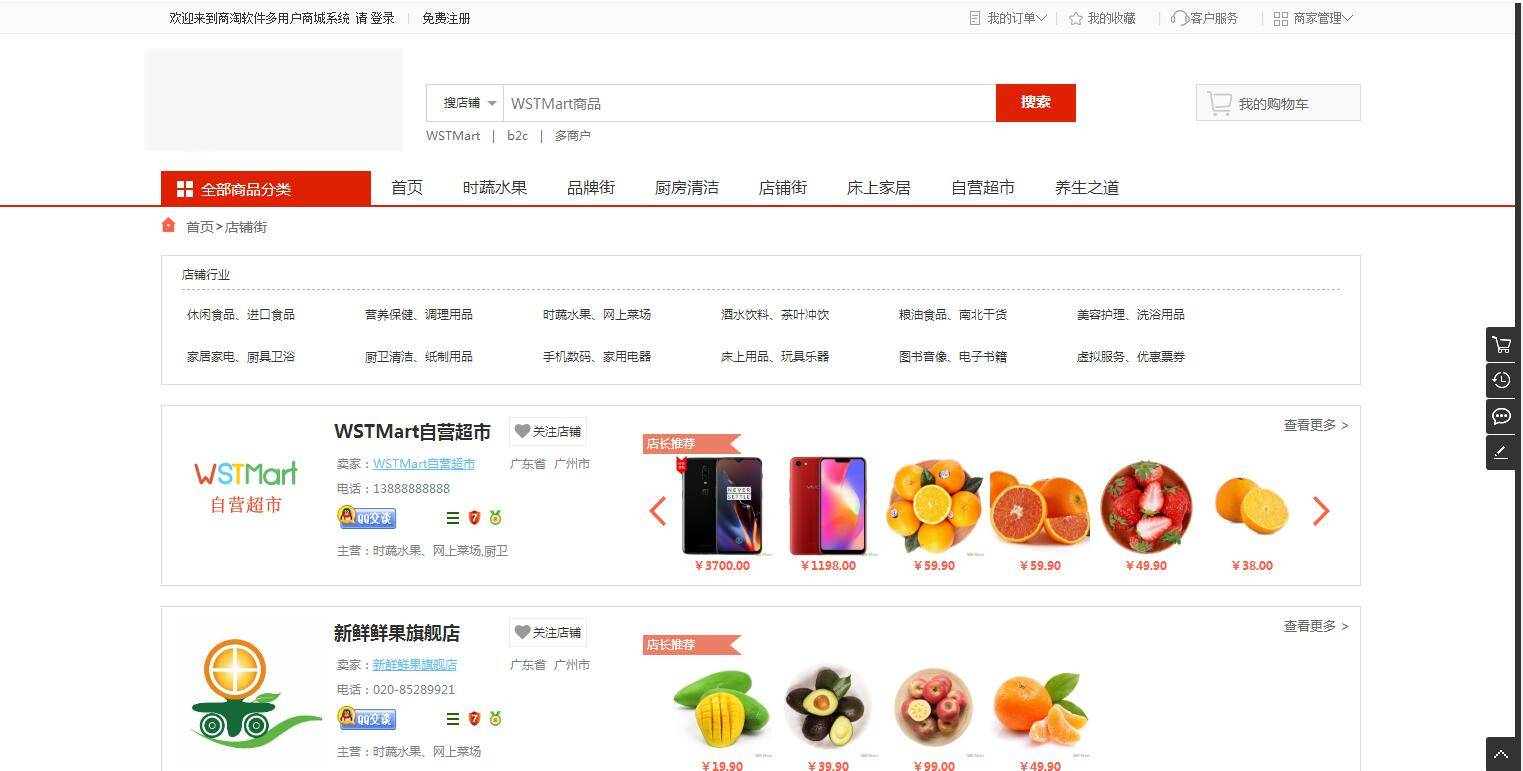 欢迎来到商淘软件多用户商城系统 请 登录 | 免费注册 我的订单 | 我的收藏 | 客户服务 | 商家管理
搜店铺 WSTMart商品 搜索 我的购物车
WSTMart | b2c | 多商户
全部商品分类 首页 时蔬水果 品牌街 厨房清洁 店铺街 床上家居 自营超市 养生之道
首页>店铺街
店铺行业
休闲食品、进口食品 营养保健、调理用品 时蔬水果、网上菜场 酒水饮料、茶叶冲饮 粮油食品、南北干货 美容护理、洗浴用品
家居家电、厨具卫浴 厨卫清洁、纸制用品 手机数码、家用电器 床上用品、玩具乐器 图书音像、电子书籍 虚拟服务、优惠票券
WSTMart
自营超市
WSTMart自营超市 关注店铺
卖家：WSTMart自营超市 广东省 广州市
电话：13888888888
QQ交谈 7
主营：时蔬水果、网上菜场,厨卫
店长推荐 查看更多 >
NEVER
SETTLE
￥3700.00 ￥1198.00 ￥59.90 ￥59.90 ￥49.90 ￥38.00
新鲜鲜果旗舰店 关注店铺
卖家：新鲜鲜果旗舰店 广东省 广州市
电话：020-85289921
QQ交谈 7
主营：时蔬水果、网上菜场
店长推荐 查看更多 >
￥19.90 ￥39.90 ￥99.00 ￥49.90